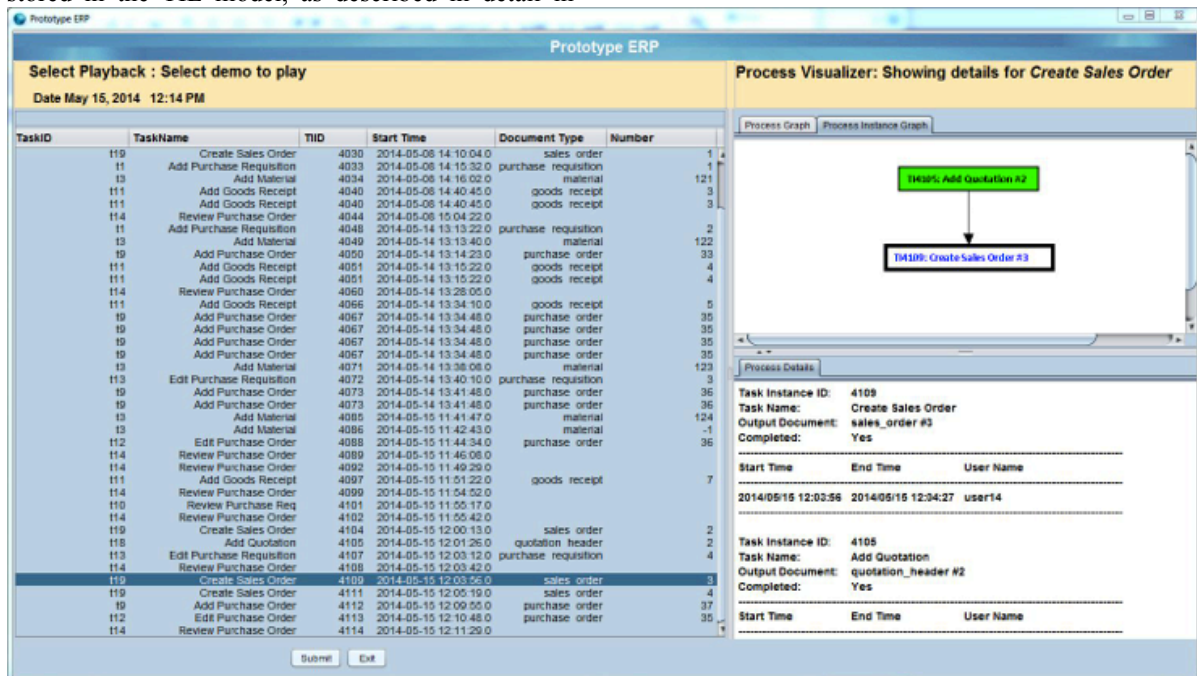 stored in the TIL model, as described in detail in
Prototype ERP
Prototype ERP
Select Playback : Select demo to play
Date May 15, 2014 12:14 PM
TaskID TaskName TIID Start Time Document Type Number
t19 Create Sales Order 4030 2014-05-08 14:10:04.0 sales order 1
t1 Add Purchase Requisition 4033 2014-05-08 14:15:32.0 purchase requisition 1
t3 Add Material 4034 2014-05-08 14:16:02.0 material 121
t11 Add Goods Receipt 4040 2014-05-08 14:40:45.0 goods receipt 3
t11 Add Goods Receipt 4040 2014-05-08 14:40:45.0 goods receipt 3
t14 Review Purchase Order 4044 2014-05-08 15:04:22.0
t1 Add Purchase Requisition 4048 2014-05-14 13:13:22.0 purchase requisition 2
t3 Add Material 4049 2014-05-14 13:13:40.0 material 122
t9 Add Purchase Order 4050 2014-05-14 13:14:23.0 purchase order 33
t11 Add Goods Receipt 4051 2014-05-14 13:15:22.0 goods receipt 4
t11 Add Goods Receipt 4051 2014-05-14 13:15:22.0 goods receipt 4
t14 Review Purchase Order 4060 2014-05-14 13:28:05.0
t11 Add Goods Receipt 4066 2014-05-14 13:34:10.0 goods receipt 5
t9 Add Purchase Order 4067 2014-05-14 13:34:48.0 purchase order 35
t9 Add Purchase Order 4067 2014-05-14 13:34:48.0 purchase order 35
t9 Add Purchase Order 4067 2014-05-14 13:34:48.0 purchase order 35
t9 Add Purchase Order 4067 2014-05-14 13:34:48.0 purchase order 35
t3 Add Material 4071 2014-05-14 13:38:08.0 material 123
t13 Edit Purchase Requisition 4072 2014-05-14 13:40:10.0 purchase requisition 3
t9 Add Purchase Order 4073 2014-05-14 13:41:48.0 purchase order 36
t9 Add Purchase Order 4073 2014-05-14 13:41:48.0 purchase order 36
t3 Add Material 4085 2014-05-15 11:41:47.0 material 124
t3 Add Material 4086 2014-05-15 11:42:43.0 material -1
t12 Edit Purchase Order 4088 2014-05-15 11:44:34.0 purchase order 36
t14 Review Purchase Order 4089 2014-05-15 11:46:08.0
t14 Review Purchase Order 4092 2014-05-15 11:49:29.0
t11 Add Goods Receipt 4097 2014-05-15 11:51:22.0 goods receipt 7
t14 Review Purchase Order 4099 2014-05-15 11:54:52.0
t10 Review Purchase Req 4101 2014-05-15 11:55:17.0
t14 Review Purchase Order 4102 2014-05-15 11:55:42.0
t19 Create Sales Order 4104 2014-05-15 12:00:13.0 sales order 2
t18 Add Quotation 4105 2014-05-15 12:01:26.0 quotation header 2
t13 Edit Purchase Requisition 4107 2014-05-15 12:03:12.0 purchase requisition 4
t14 Review Purchase Order 4108 2014-05-15 12:03:42.0
t19 Create Sales Order 4109 2014-05-15 12:03:56.0 sales order 3
t19 Create Sales Order 4111 2014-05-15 12:05:19.0 sales order 4
t9 Add Purchase Order 4112 2014-05-15 12:09:55.0 purchase order 37
t12 Edit Purchase Order 4113 2014-05-15 12:10:48.0 purchase order 35
t14 Review Purchase Order 4114 2014-05-15 12:11:29.0
Submit Exit
Process Visualizer: Showing details for Create Sales Order
Process Graph Process Instance Graph
TI4105: Add Quotation #2
TI4109: Create Sales Order #3
Process Details
Task Instance ID: 4109
Task Name: Create Sales Order
Output Document: sales_order #3
Completed: Yes
Start Time End Time User Name
2014/05/15 12:03:56 2014/05/15 12:04:27 user14
Task Instance ID: 4105
Task Name: Add Quotation
Output Document: quotation_header #2
Completed: Yes
Start Time End Time User Name